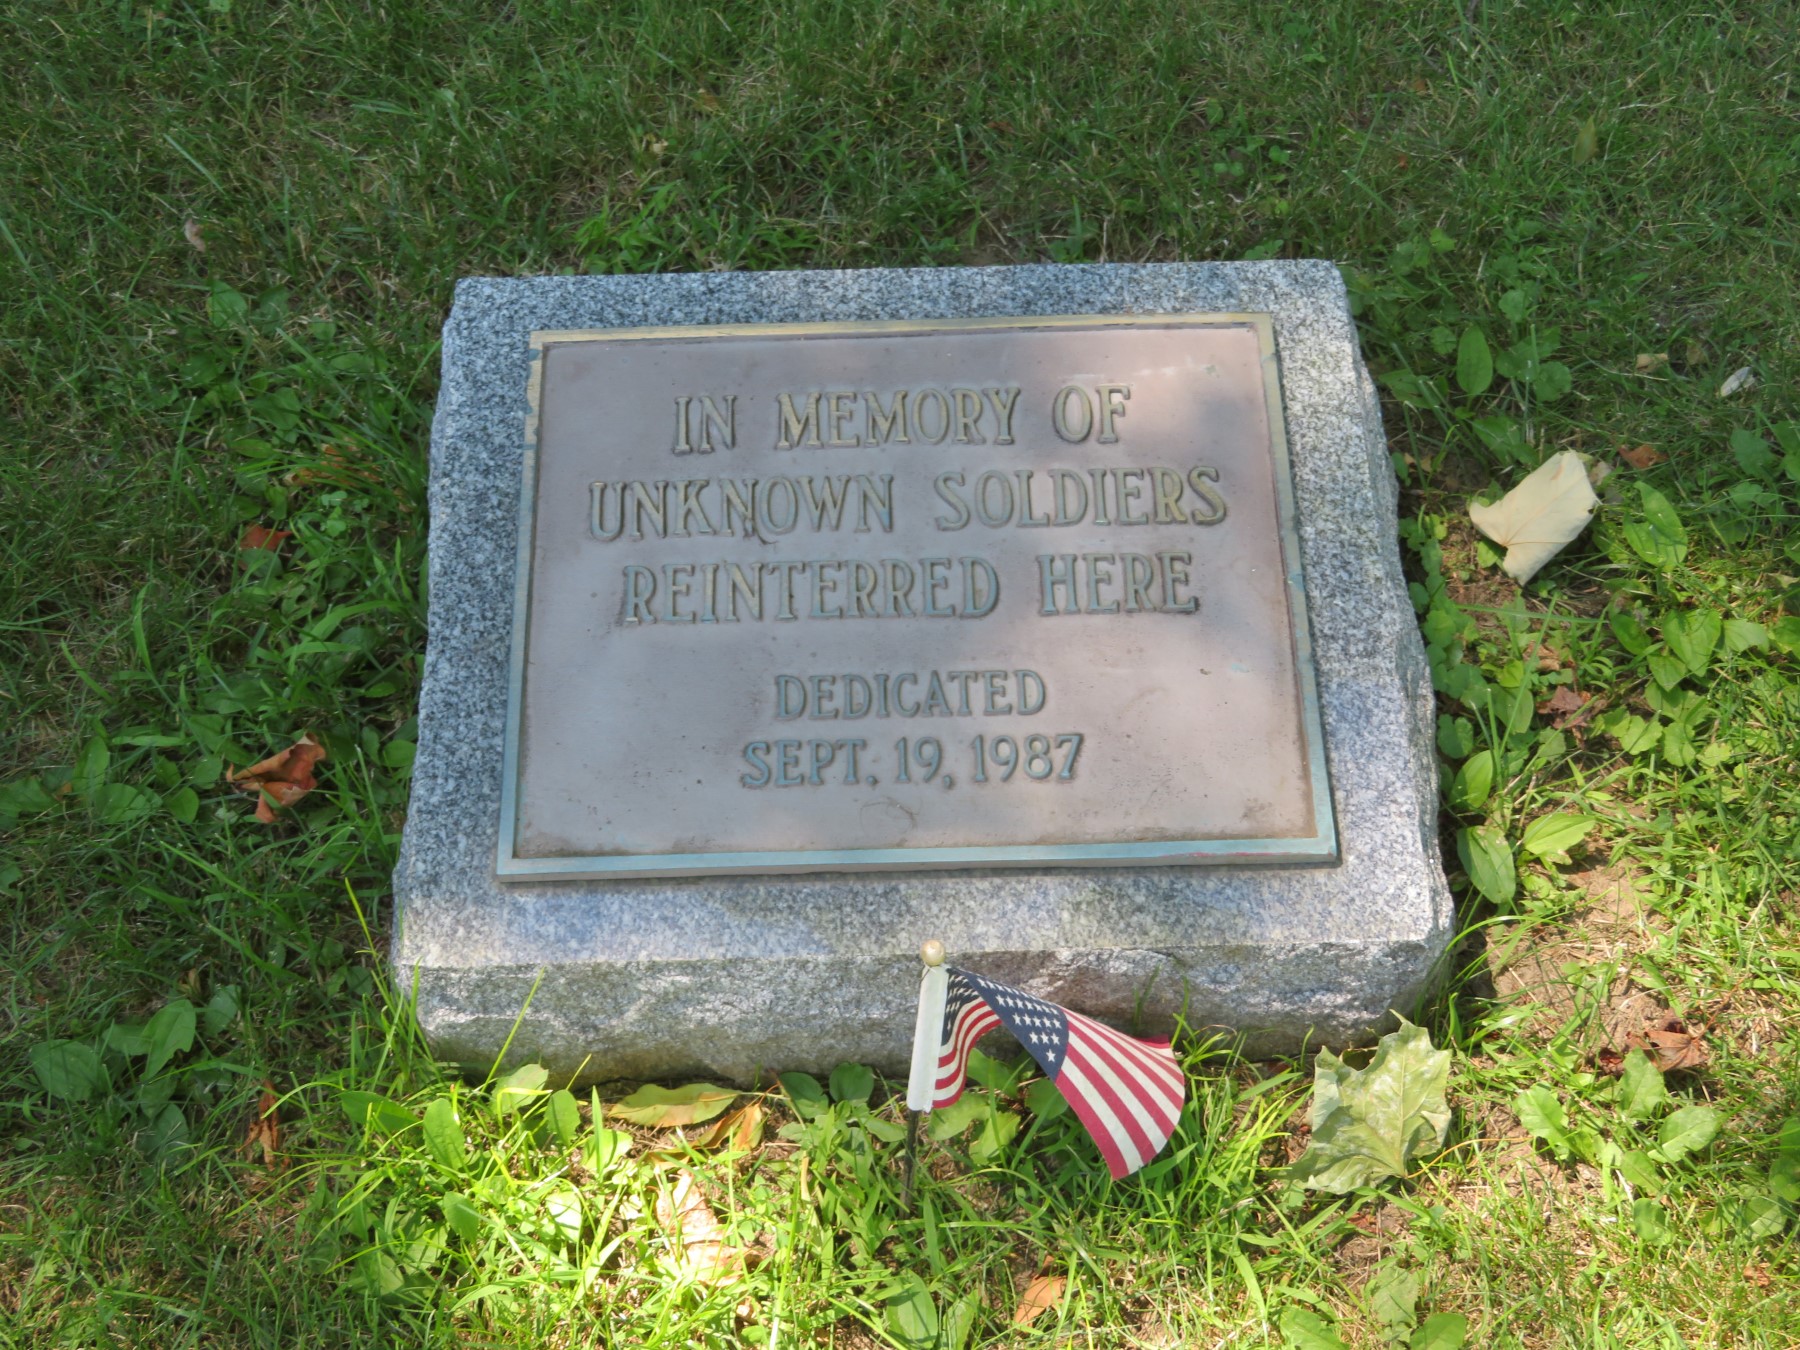 IN MEMORY OF
UNKNOWN SOLDIERS
REINTERRED HERE
DEDICATED
SEPT. 19, 1987